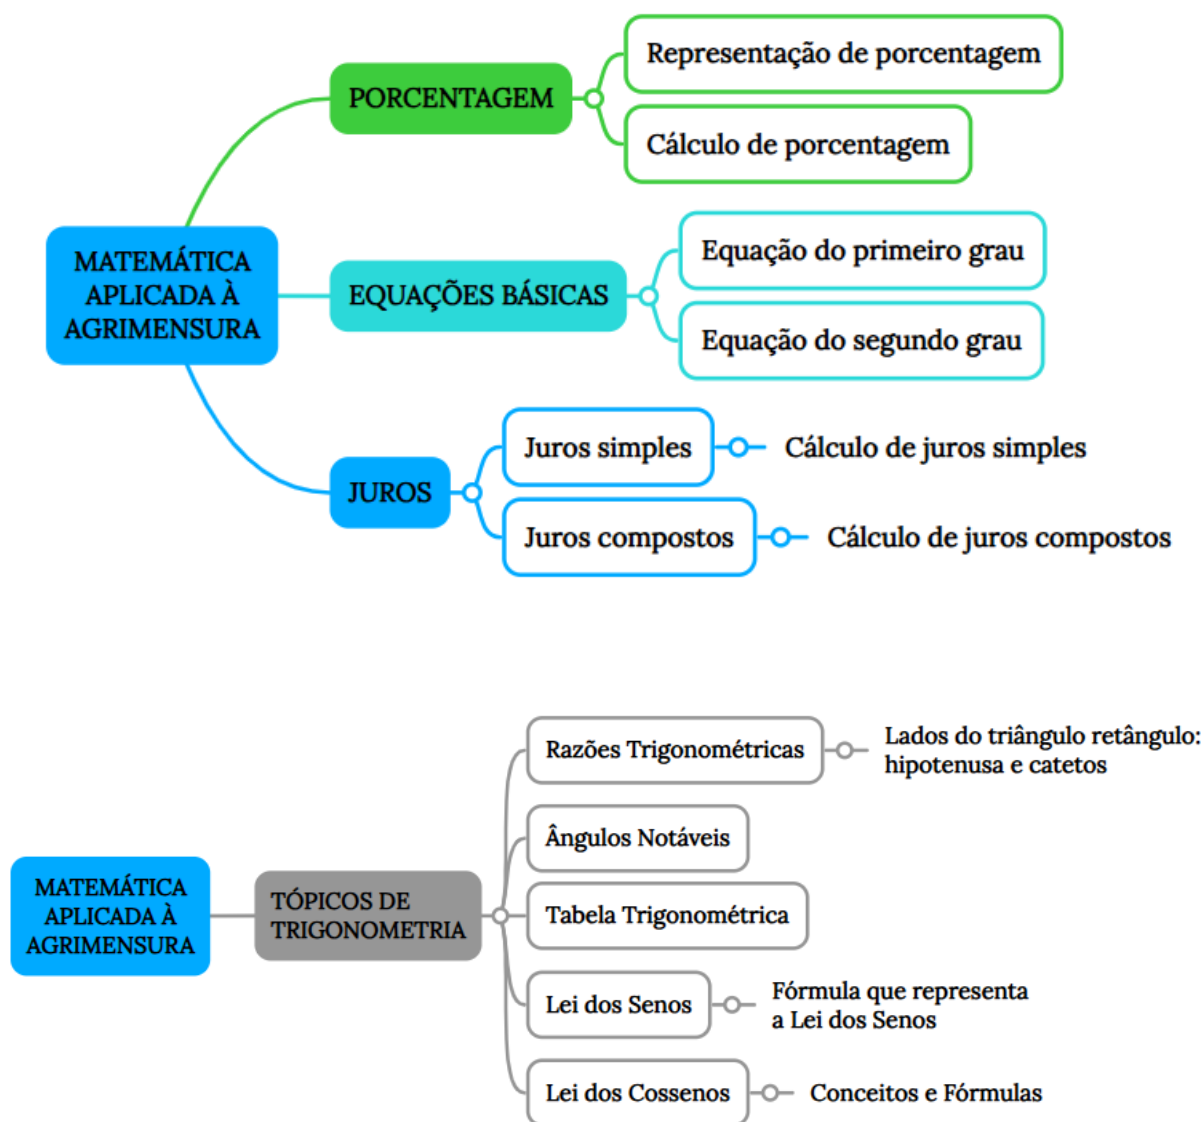 PORCENTAGEM
Representação de porcentagem
Cálculo de porcentagem
MATEMÁTICA
APLICADA À
AGRIMENSURA
EQUAÇÕES BÁSICAS
Equação do primeiro grau
Equação do segundo grau
JUROS
Juros simples
Cálculo de juros simples
Juros compostos
Cálculo de juros compostos
MATEMÁTICA
APLICADA À
AGRIMENSURA
TÓPICOS DE
TRIGONOMETRIA
Razões Trigonométricas
Lados do triângulo retângulo:
hipotenusa e catetos
Ângulos Notáveis
Tabela Trigonométrica
Lei dos Senos
Fórmula que representa
a Lei dos Senos
Lei dos Cossenos
Conceitos e Fórmulas